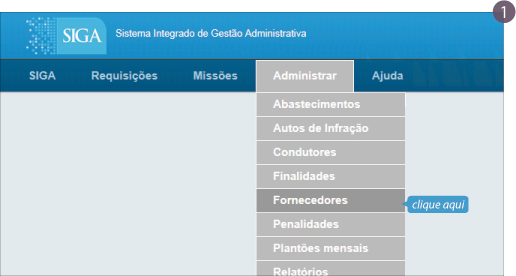 1
SIGA Sistema Integrado de Gestão Administrativa
SIGA Requisições Missões Administrar Ajuda
Abastecimentos
Autos de Infração
Condutores
Finalidades
Fornecedores clique aqui
Penalidades
Plantões mensais
Relatórios